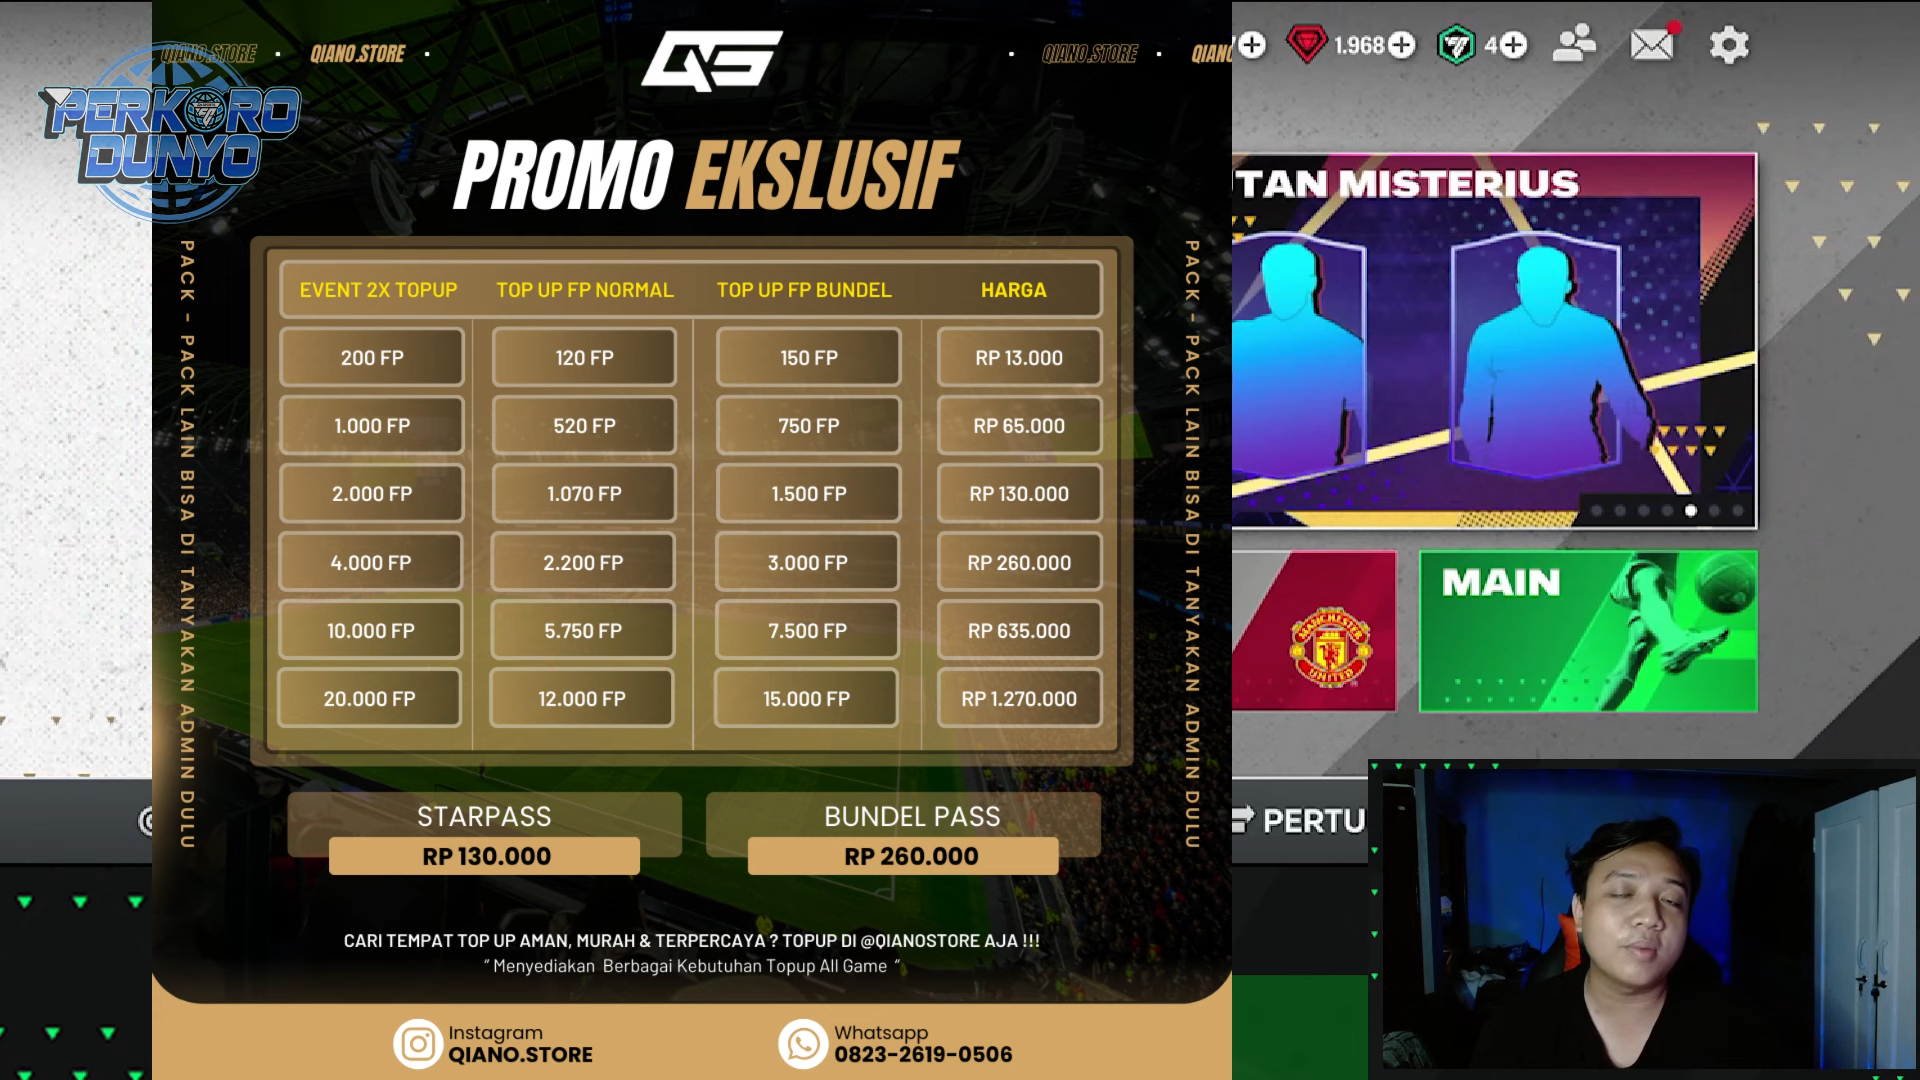 QIANO.STORE
QIANO.STORE
QS
QIANO.STORE
QIANO
PERKORO
DUNYO
PROMO EKSLUSIF
EVENT 2X TOPUP TOP UP FP NORMAL TOP UP FP BUNDEL HARGA
200 FP 120 FP 150 FP RP 13.000
1.000 FP 520 FP 750 FP RP 65.000
2.000 FP 1.070 FP 1.500 FP RP 130.000
4.000 FP 2.200 FP 3.000 FP RP 260.000
10.000 FP 5.750 FP 7.500 FP RP 635.000
20.000 FP 12.000 FP 15.000 FP RP 1.270.000
PACK - PACK LAIN BISA DI TANYAKAN ADMIN DULU
PACK - PACK LAIN BISA DI TANYAKAN ADMIN DULU
STARPASS
RP 130.000
BUNDEL PASS
RP 260.000
CARI TEMPAT TOP UP AMAN, MURAH & TERPERCAYA ? TOPUP DI @QIANOSTORE AJA !!!
“ Menyediakan Berbagai Kebutuhan Topup All Game “
Instagram
QIANO.STORE
Whatsapp
0823-2619-0506
1.968
4
TAN MISTERIUS
MANCHESTER
UNITED
MAIN
PERTU